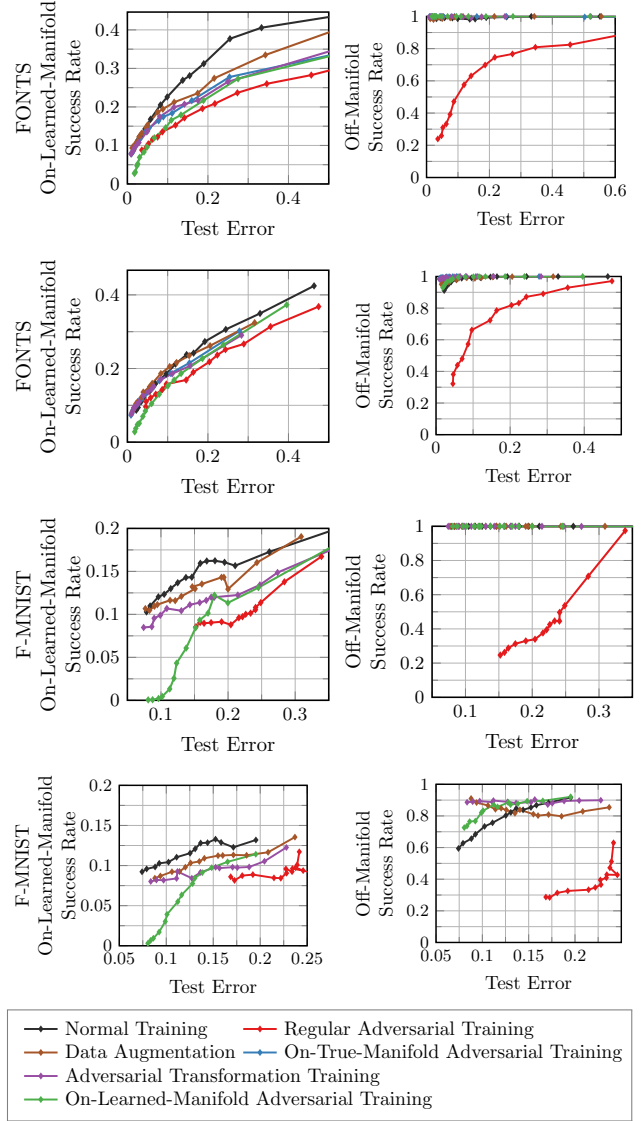 FONTS
On-Learned-Manifold
Success Rate
0.4
0.3
0.2
0.1
0
0
0.2
0.4
Test Error
Off-Manifold
Success Rate
1
0.8
0.6
0.4
0.2
0
0
0.2
0.4
0.6
Test Error
FONTS
On-Learned-Manifold
Success Rate
0.4
0.2
0
0
0.2
0.4
Test Error
Off-Manifold
Success Rate
1
0.8
0.6
0.4
0.2
0
0
0.2
0.4
Test Error
F-MNIST
On-Learned-Manifold
Success Rate
0.2
0.15
0.1
0.05
0
0.1
0.2
0.3
Test Error
Off-Manifold
Success Rate
1
0.8
0.6
0.4
0.2
0
0.1
0.2
0.3
Test Error
F-MNIST
On-Learned-Manifold
Success Rate
0.2
0.15
0.1
0.05
0
0.05
0.1
0.15
0.2
0.25
Test Error
Off-Manifold
Success Rate
1
0.8
0.6
0.4
0.2
0
0.05
0.1
0.15
0.2
Test Error
Normal Training
Regular Adversarial Training
Data Augmentation
On-True-Manifold Adversarial Training
Adversarial Transformation Training
On-Learned-Manifold Adversarial Training